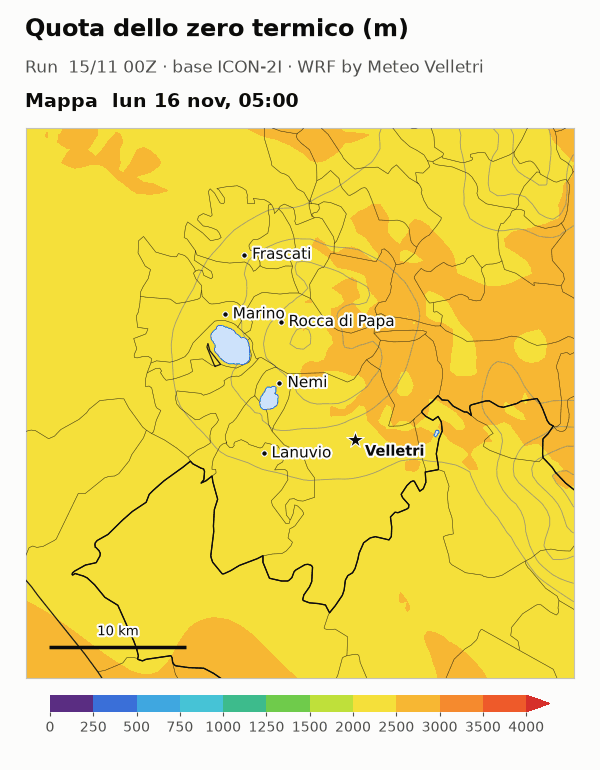 Quota dello zero termico (m)
Run  15/11 00Z · base ICON-2I · WRF by Meteo Velletri
Mappa  lun 16 nov, 05:00
Frascati
Marino
Rocca di Papa
Nemi
Velletri
Lanuvio
10 km
0 250 500 750 1000 1250 1500 2000 2500 3000 3500 4000